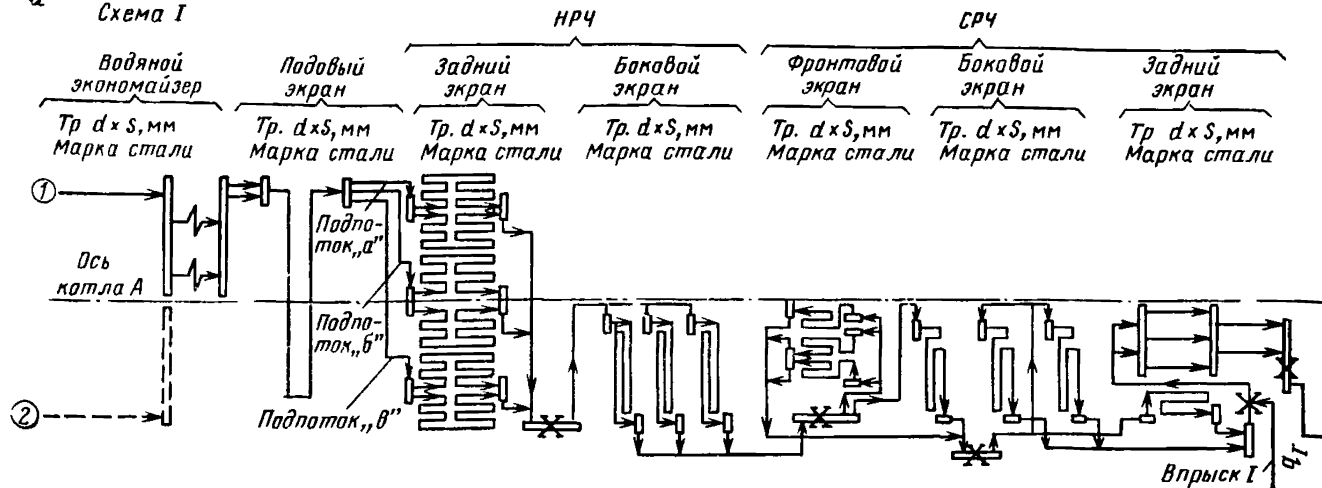 Схема I
НРЧ
СРЧ
Водяной экономайзер
Подовый экран
Задний экран
Боковой экран
Фронтовой экран
Боковой экран
Задний экран
Тр d×S, мм
Марка стали
Тр. d×S, мм
Марка стали
Тр. d×S, мм
Марка стали
Тр. d×S, мм
Марка стали
Тр. d×S, мм
Марка стали
Тр. d×S, мм
Марка стали
Тр d×S, мм
Марка стали
1
Подпо-
ток „а"
Ось
котла А
Подпо-
ток „б"
2
Подпоток „в"
Впрыск I
qI